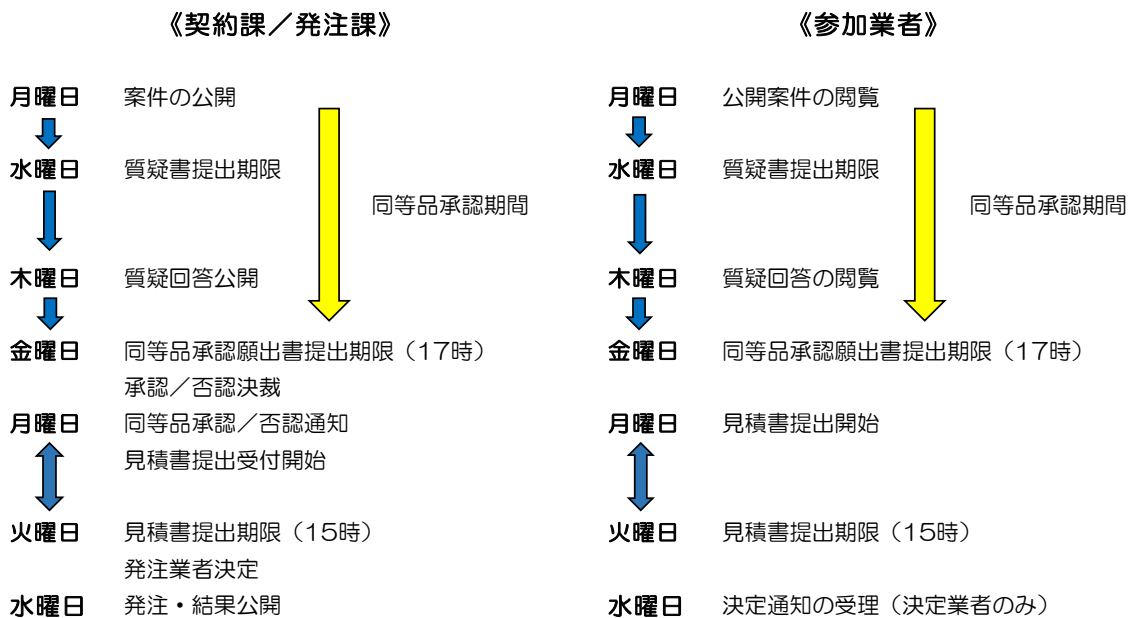 《契約課／発注課》
月曜日 案件の公開
水曜日 質疑書提出期限
同等品承認期間
木曜日 質疑回答公開
金曜日 同等品承認願出書提出期限（17時）
承認／否認決裁
月曜日 同等品承認／否認通知
見積書提出受付開始
火曜日 見積書提出期限（15時）
発注業者決定
水曜日 発注・結果公開
《参加業者》
月曜日 公開案件の閲覧
水曜日 質疑書提出期限
同等品承認期間
木曜日 質疑回答の閲覧
金曜日 同等品承認願出書提出期限（17時）
月曜日 見積書提出開始
火曜日 見積書提出期限（15時）
水曜日 決定通知の受理（決定業者のみ）